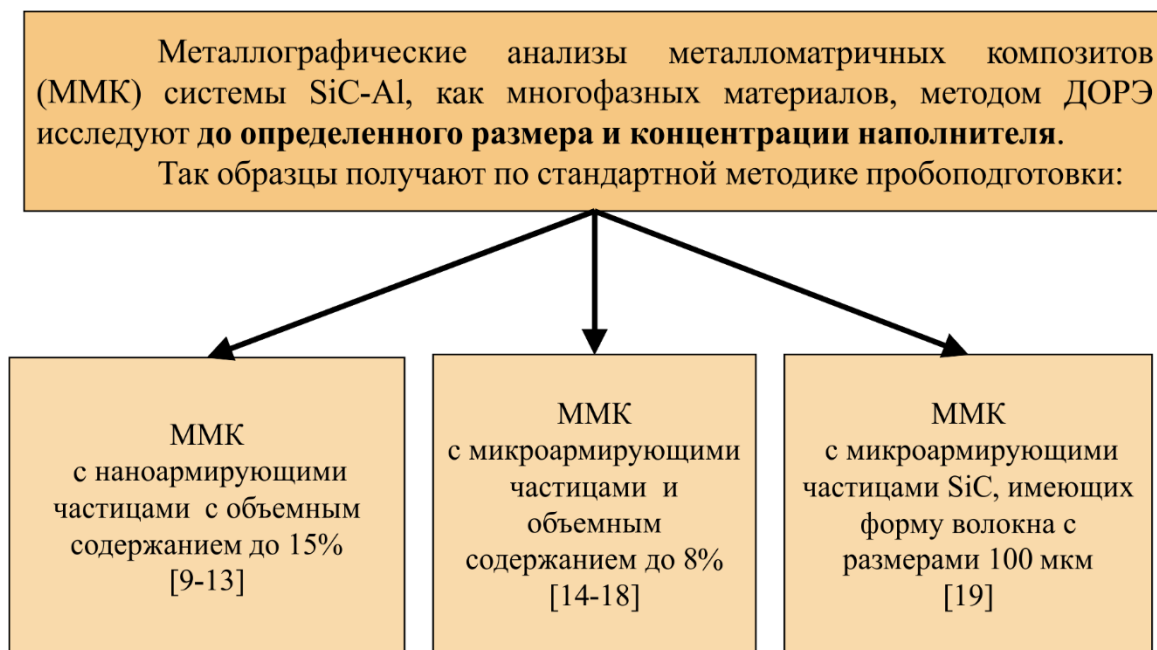 Металлографические анализы металломатричных композитов
(ММК) системы SiC-Al, как многофазных материалов, методом ДОРЭ
исследуют до определенного размера и концентрации наполнителя.
Так образцы получают по стандартной методике пробоподготовки:
ММК
с наноармирующими
частицами с объемным
содержанием до 15%
[9-13]
ММК
с микроармирующими
частицами и
объемным
содержанием до 8%
[14-18]
ММК
с микроармирующими
частицами SiC, имеющих
форму волокна с
размерами 100 мкм
[19]